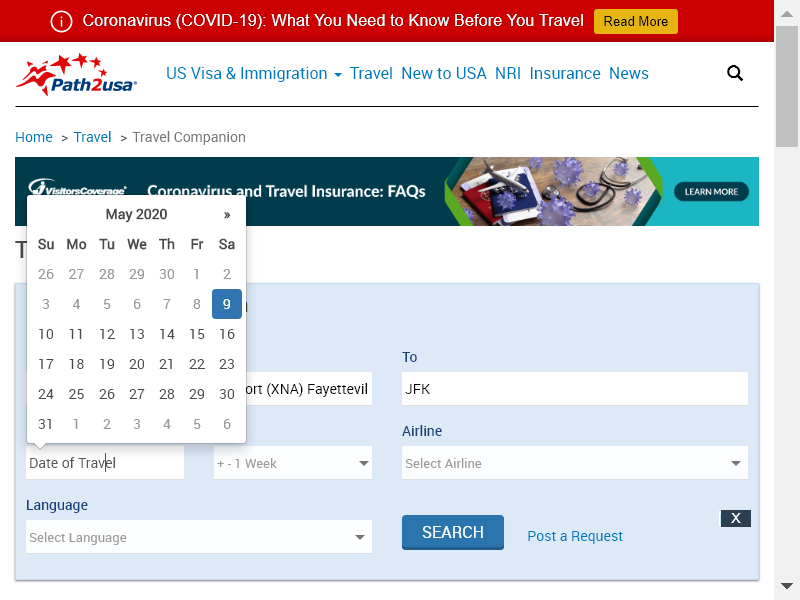 Coronavirus (COVID-19): What You Need to Know Before You Travel Read More
Path2usa
US Visa & Immigration Travel New to USA NRI Insurance News
Home > Travel > Travel Companion
VisitorsCoverage Coronavirus and Travel Insurance: FAQs LEARN MORE
T
May 2020 »
Su Mo Tu We Th Fr Sa
26 27 28 29 30 1 2
3 4 5 6 7 8 9
10 11 12 13 14 15 16
17 18 19 20 21 22 23
24 25 26 27 28 29 30
31 1 2 3 4 5 6
To
ort (XNA) Fayettevil JFK
Airline
Date of Travel + - 1 Week Select Airline
Language
Select Language
SEARCH Post a Request
X